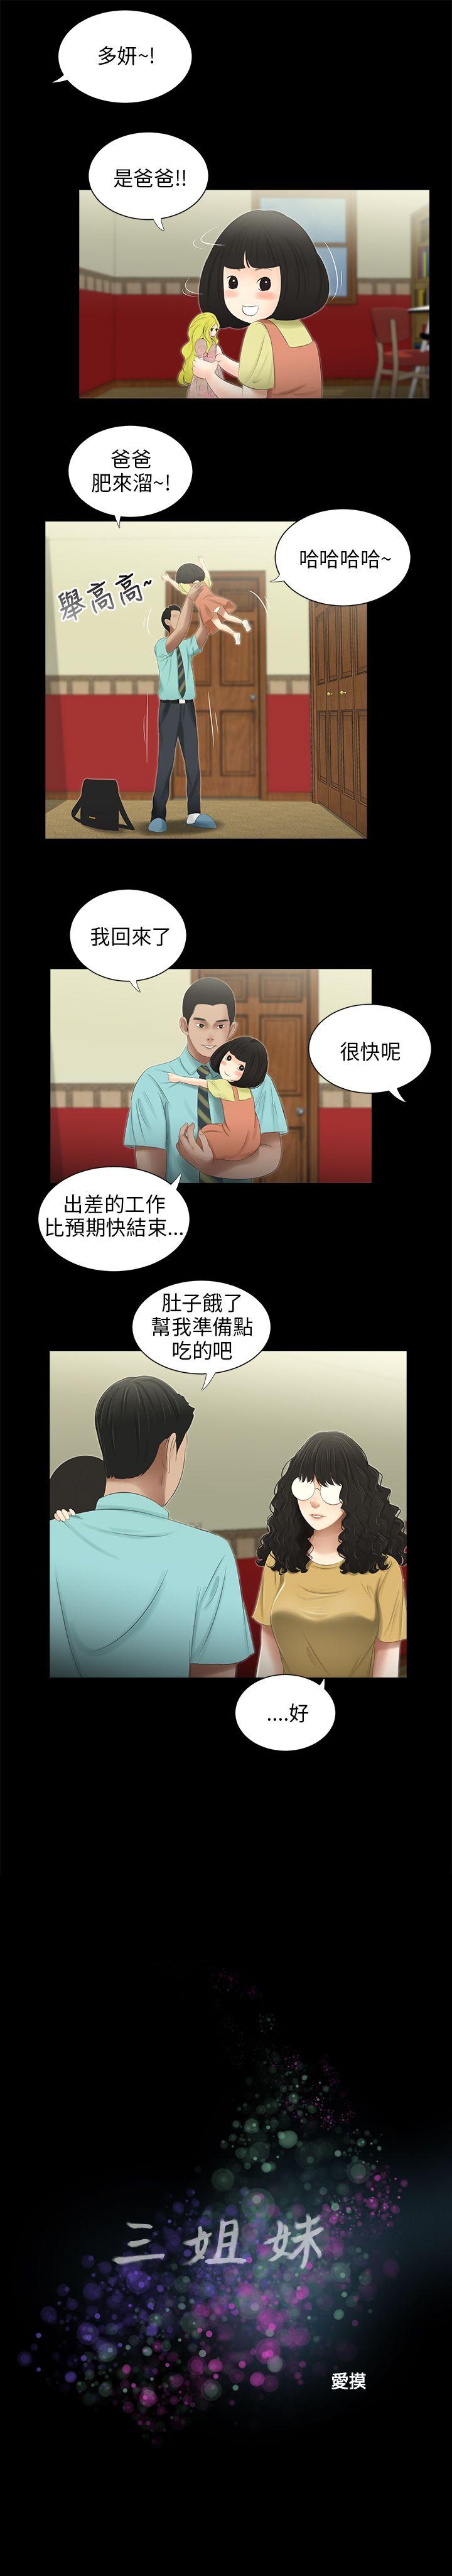 多妍~!
是爸爸!!
爸爸
肥來溜~!
哈哈哈哈~
舉高高~
我回來了
很快呢
出差的工作
比預期快結束...
肚子餓了
幫我準備點
吃的吧
....好
三姐妹
愛摸